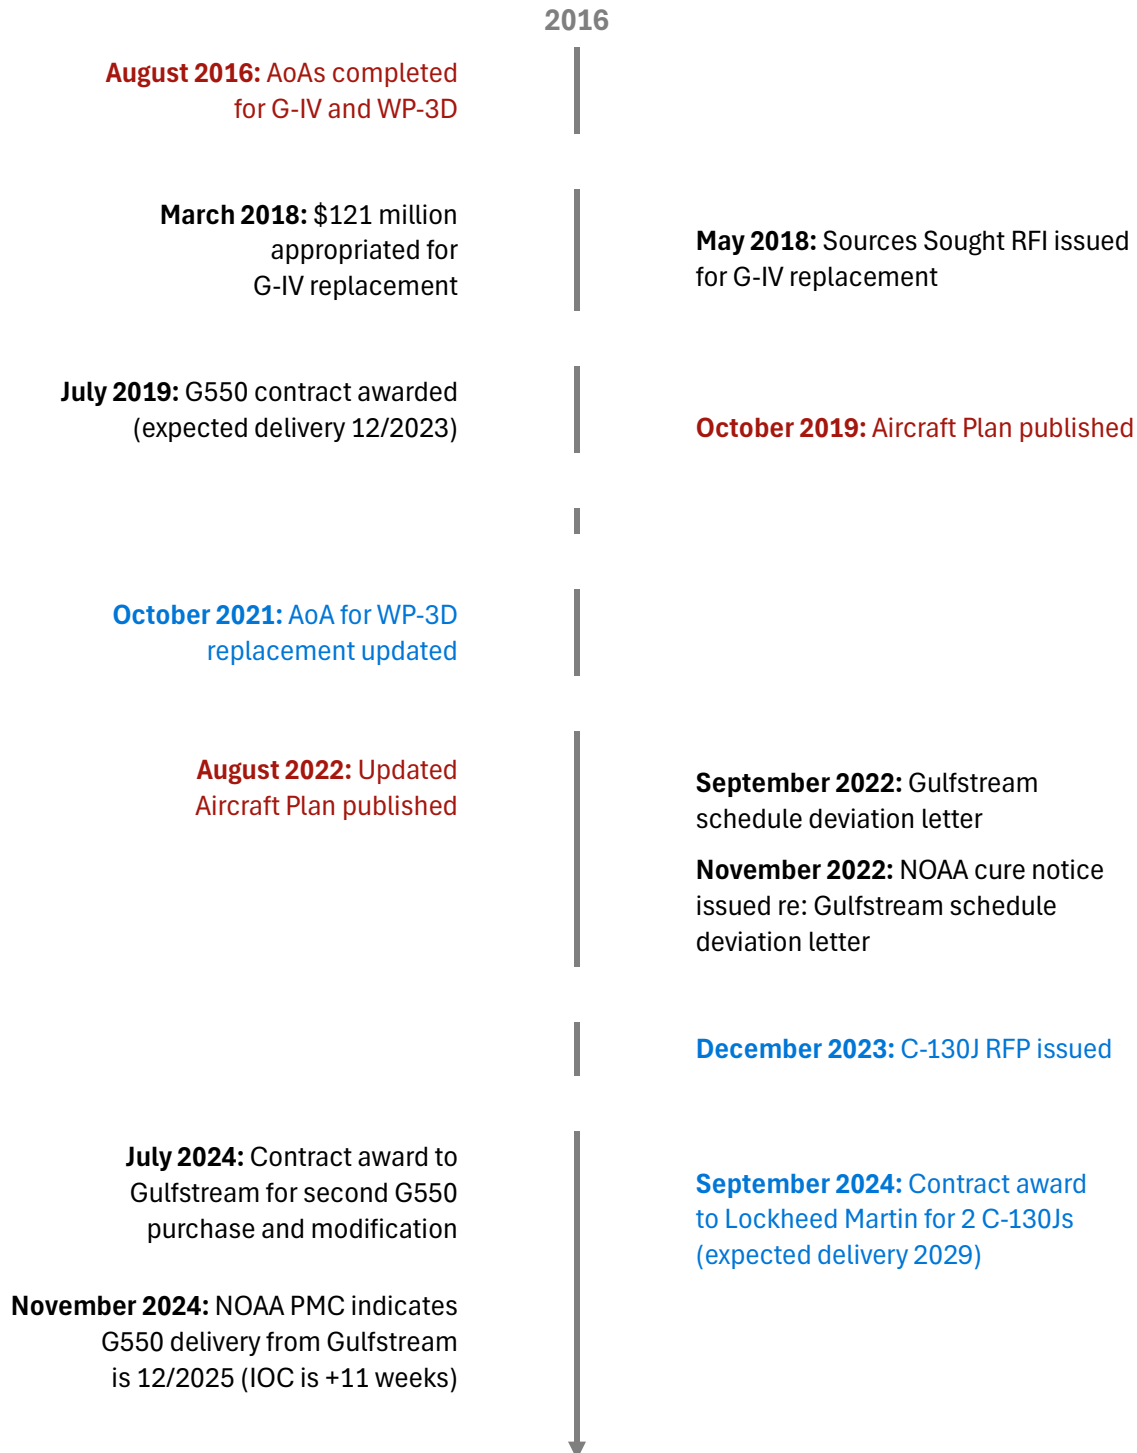 2016
August 2016: AoAs completed
for G-IV and WP-3D
March 2018: $121 million
appropriated for
G-IV replacement
May 2018: Sources Sought RFI issued
for G-IV replacement
July 2019: G550 contract awarded
(expected delivery 12/2023)
October 2019: Aircraft Plan published
October 2021: AoA for WP-3D
replacement updated
August 2022: Updated
Aircraft Plan published
September 2022: Gulfstream
schedule deviation letter
November 2022: NOAA cure notice
issued re: Gulfstream schedule
deviation letter
December 2023: C-130J RFP issued
July 2024: Contract award to
Gulfstream for second G550
purchase and modification
September 2024: Contract award
to Lockheed Martin for 2 C-130Js
(expected delivery 2029)
November 2024: NOAA PMC indicates
G550 delivery from Gulfstream
is 12/2025 (IOC is +11 weeks)